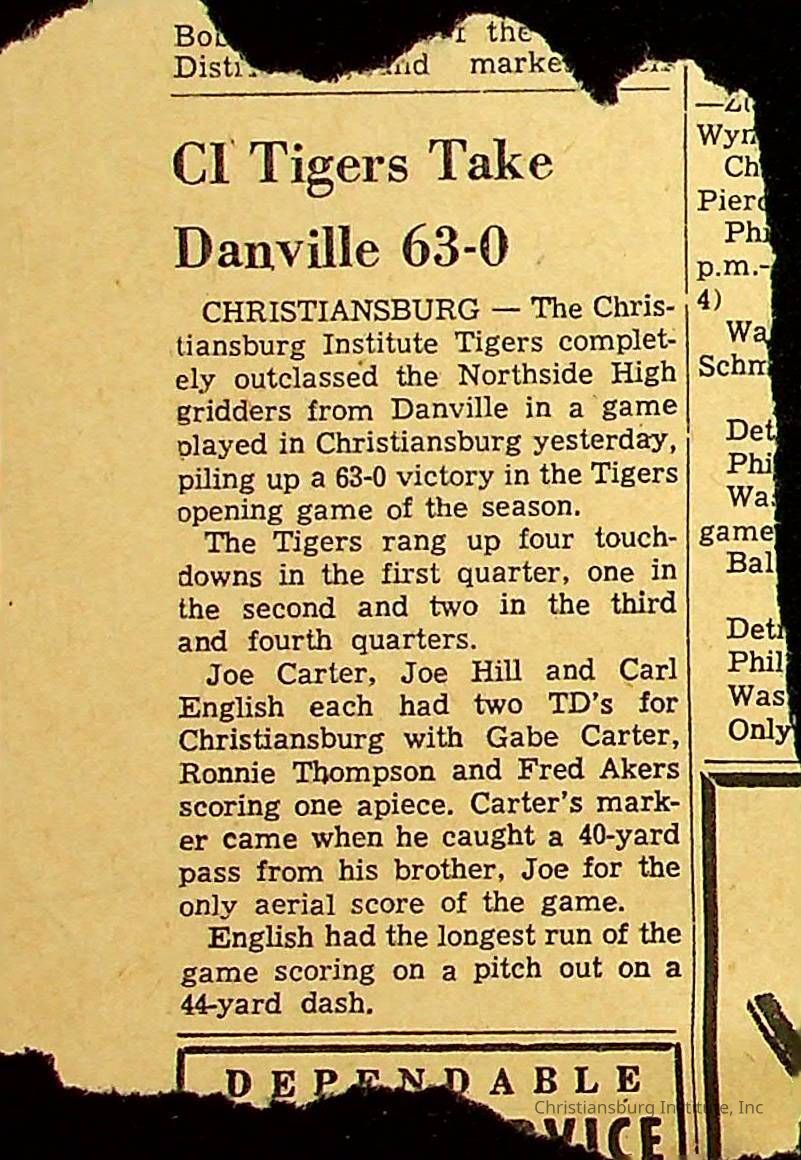 the
and marke
CI Tigers Take
Danville 63-0
CHRISTIANSBURG — The Chris-
tiansburg Institute Tigers complet-
ely outclassed the Northside High
gridders from Danville in a game
played in Christiansburg yesterday,
piling up a 63-0 victory in the Tigers
opening game of the season.
The Tigers rang up four touch-
downs in the first quarter, one in
the second and two in the third
and fourth quarters.
Joe Carter, Joe Hill and Carl
English each had two TD's for
Christiansburg with Gabe Carter,
Ronnie Thompson and Fred Akers
scoring one apiece. Carter's mark-
er came when he caught a 40-yard
pass from his brother, Joe for the
only aerial score of the game.
English had the longest run of the
game scoring on a pitch out on a
44-yard dash.
DEPENDABLE
VICE
Wyn
Ch
Pierc
Phi
p.m.-
4)
Wa
Schm
Det
Phi
Wa
game
Bal
Det
Phil
Was
Only
Christiansburg Institute, Inc